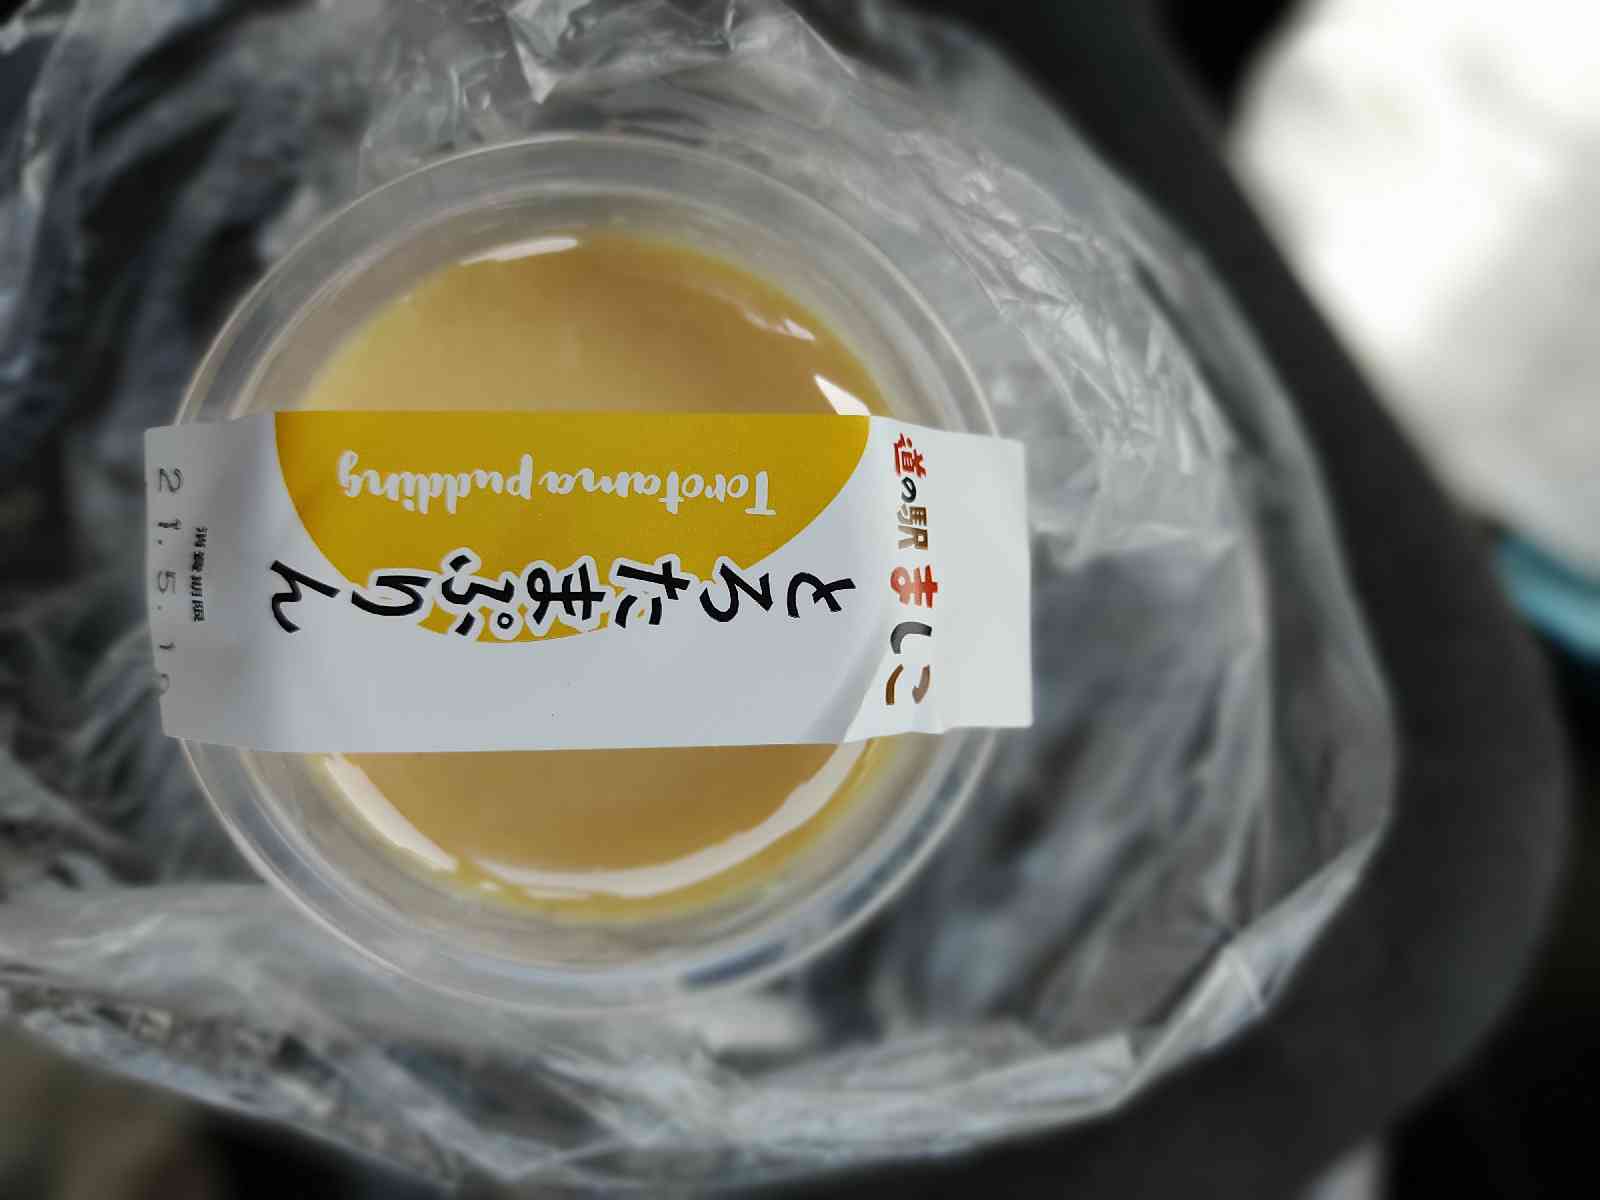 道の駅ましこ
とろたまぷりん
Torotama pudding
消費期限
21.5.1